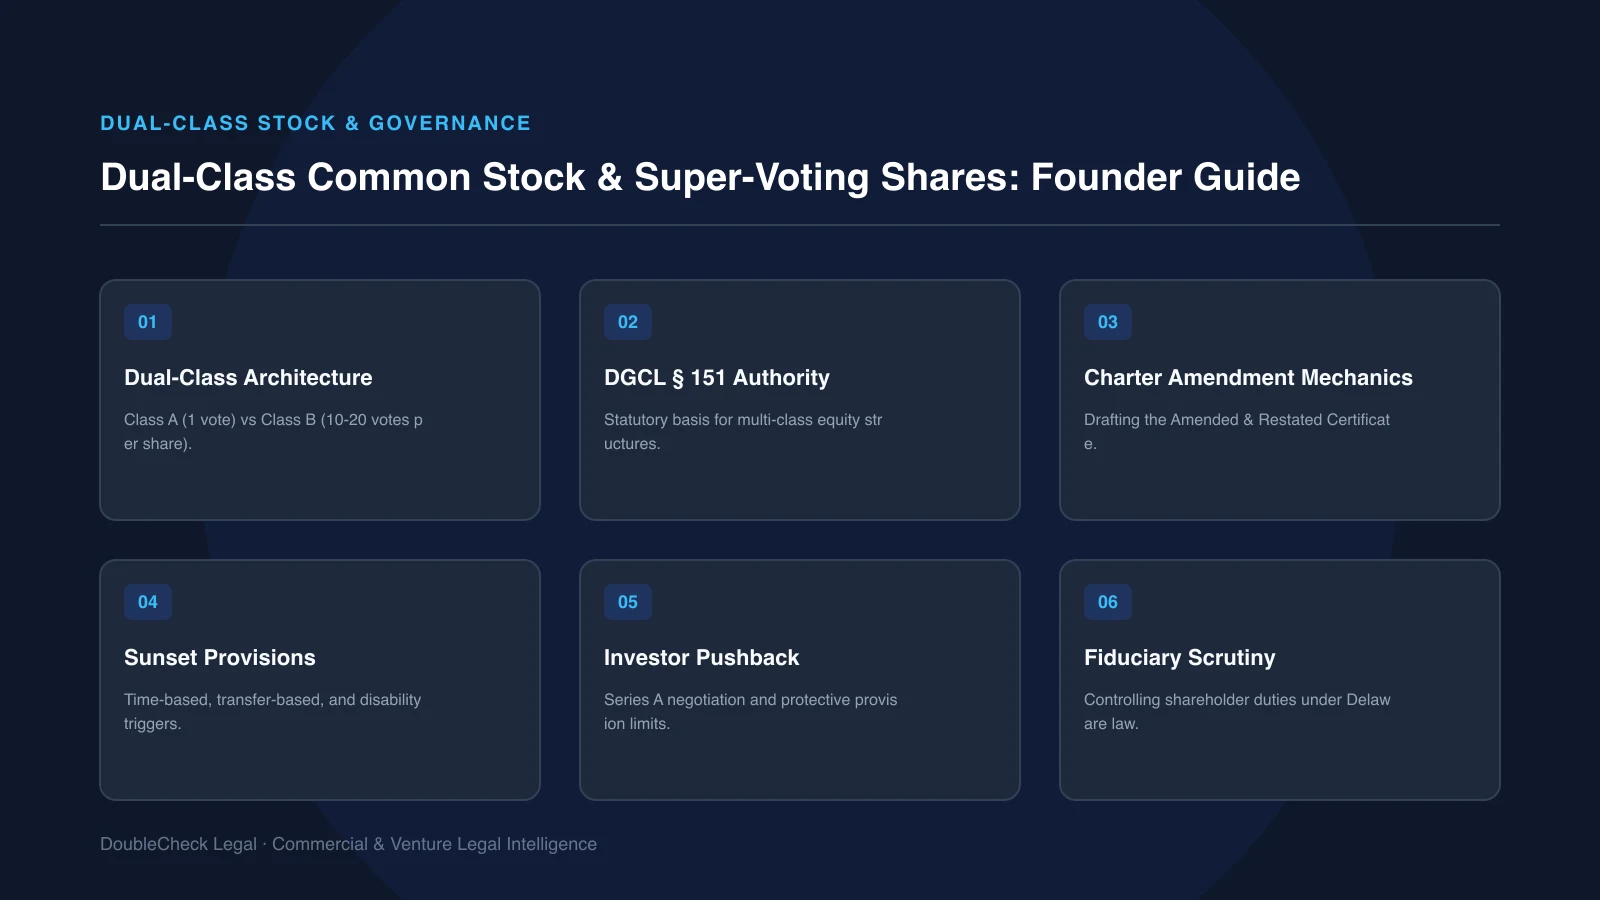 DUAL-CLASS STOCK & GOVERNANCE
Dual-Class Common Stock & Super-Voting Shares: Founder Guide
01
Dual-Class Architecture
Class A (1 vote) vs Class B (10-20 votes p
er share).
02
DGCL § 151 Authority
Statutory basis for multi-class equity str
uctures.
03
Charter Amendment Mechanics
Drafting the Amended & Restated Certificat
e.
04
Sunset Provisions
Time-based, transfer-based, and disability
triggers.
05
Investor Pushback
Series A negotiation and protective provis
ion limits.
06
Fiduciary Scrutiny
Controlling shareholder duties under Delaw
are law.
DoubleCheck Legal · Commercial & Venture Legal Intelligence